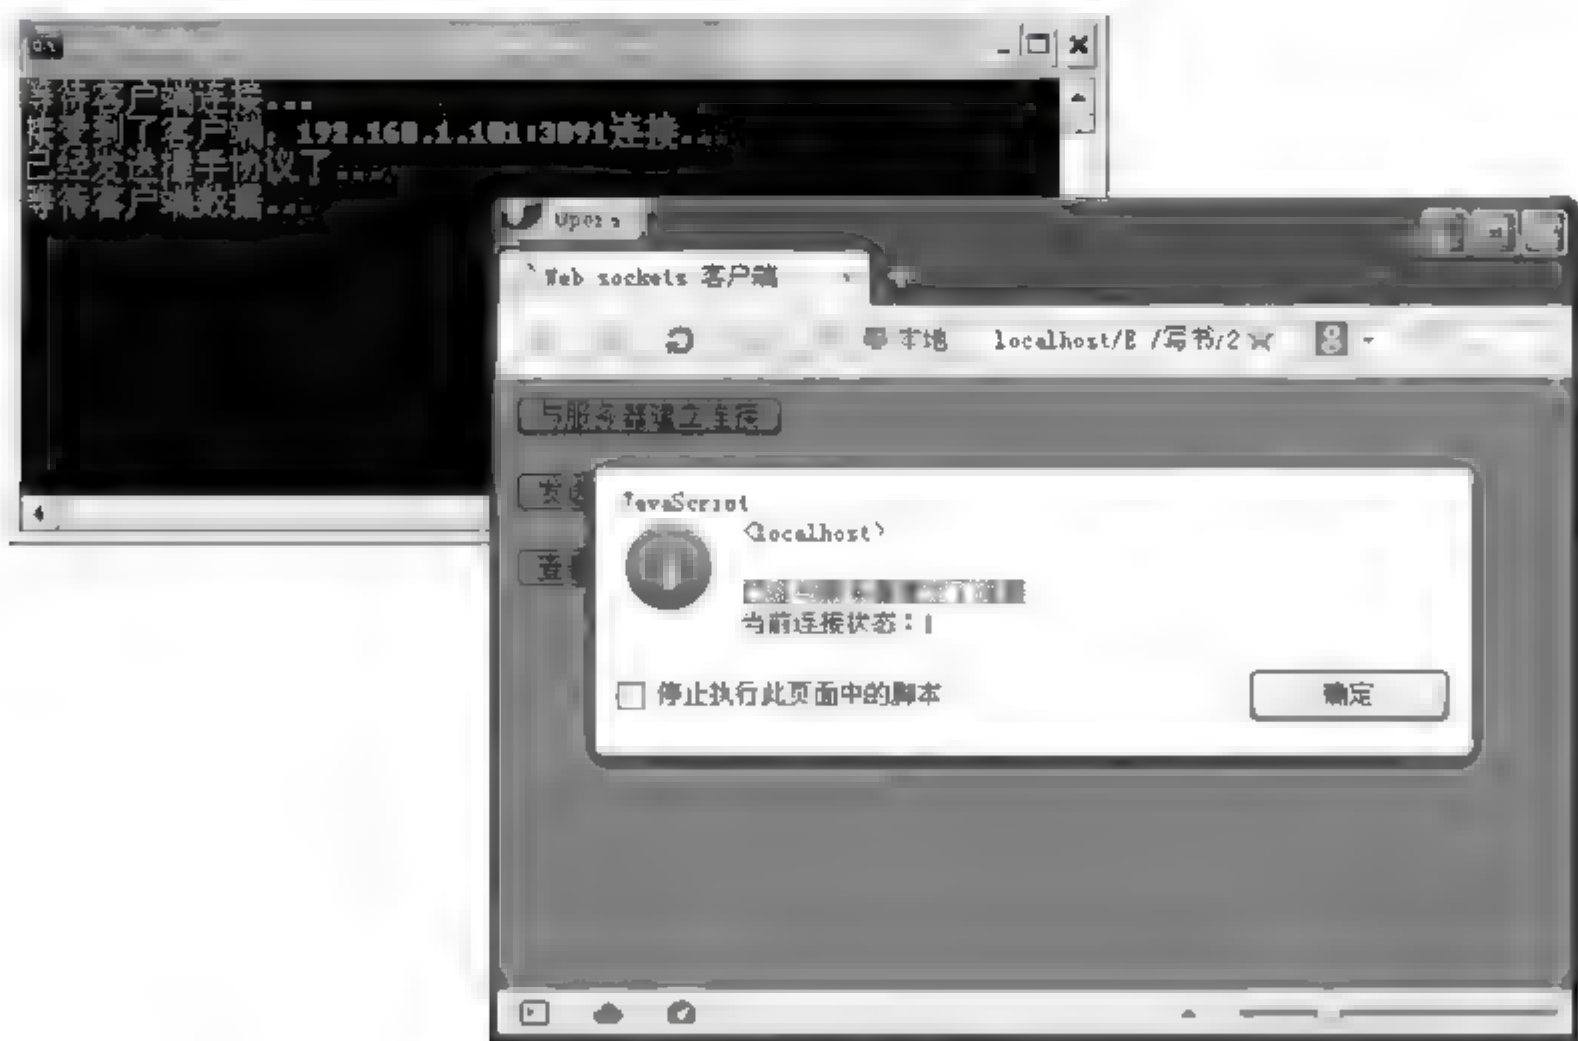 等待客户端连接...
接收到了客户端：192.168.1.101:3091连接...
已经发送握手协议了......
等待客户端数据...
Opera
Web sockets 客户端
本地 localhost/E /写书/2
与服务器建立连接
发送
查
JavaScript
<localhost>
当前连接状态：1
停止执行此页面中的脚本
确定